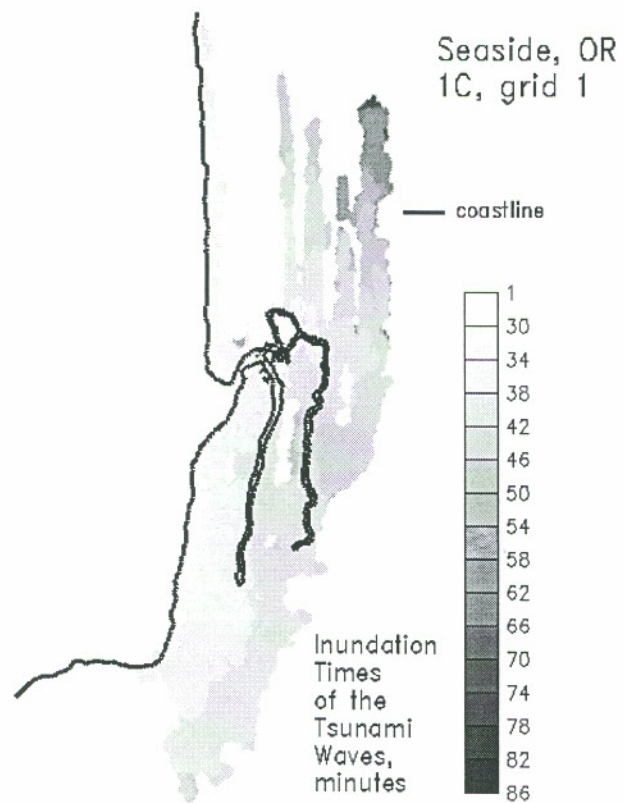 Seaside, OR
1C, grid 1
coastline
1
30
34
38
42
46
50
54
58
62
66
70
74
78
82
86
Inundation
Times
of the
Tsunami
Waves,
minutes